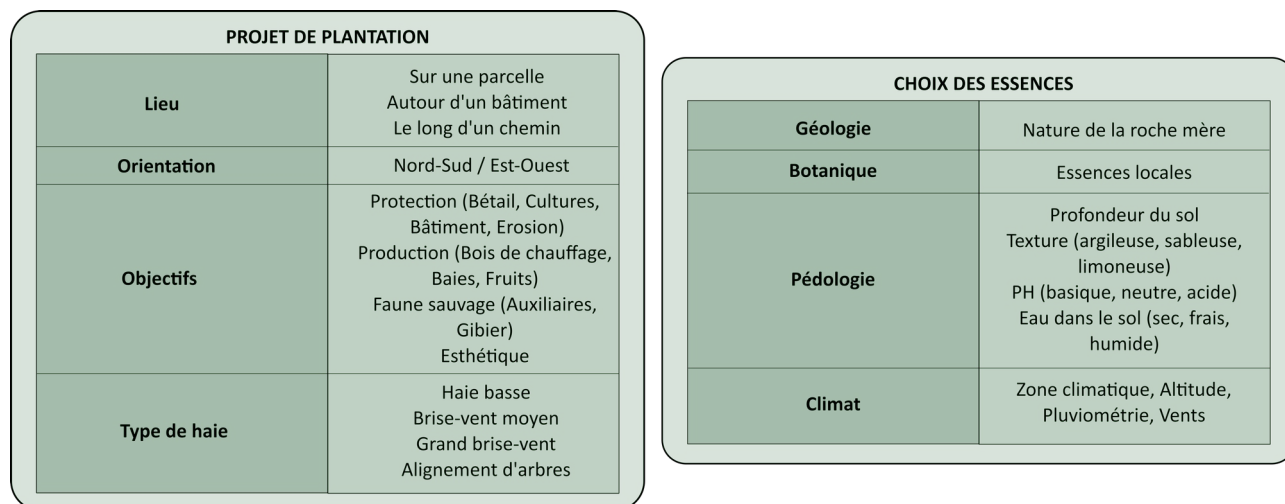 PROJET DE PLANTATION
Lieu
Sur une parcelle
Autour d'un bâtiment
Le long d'un chemin
Orientation
Nord-Sud / Est-Ouest
Objectifs
Protection (Bétail, Cultures,
Bâtiment, Erosion)
Production (Bois de chauffage,
Baies, Fruits)
Faune sauvage (Auxiliaires,
Gibier)
Esthétique
Type de haie
Haie basse
Brise-vent moyen
Grand brise-vent
Alignement d'arbres
CHOIX DES ESSENCES
Géologie
Nature de la roche mère
Botanique
Essences locales
Pédologie
Profondeur du sol
Texture (argileuse, sableuse,
limoneuse)
PH (basique, neutre, acide)
Eau dans le sol (sec, frais,
humide)
Climat
Zone climatique, Altitude,
Pluviométrie, Vents